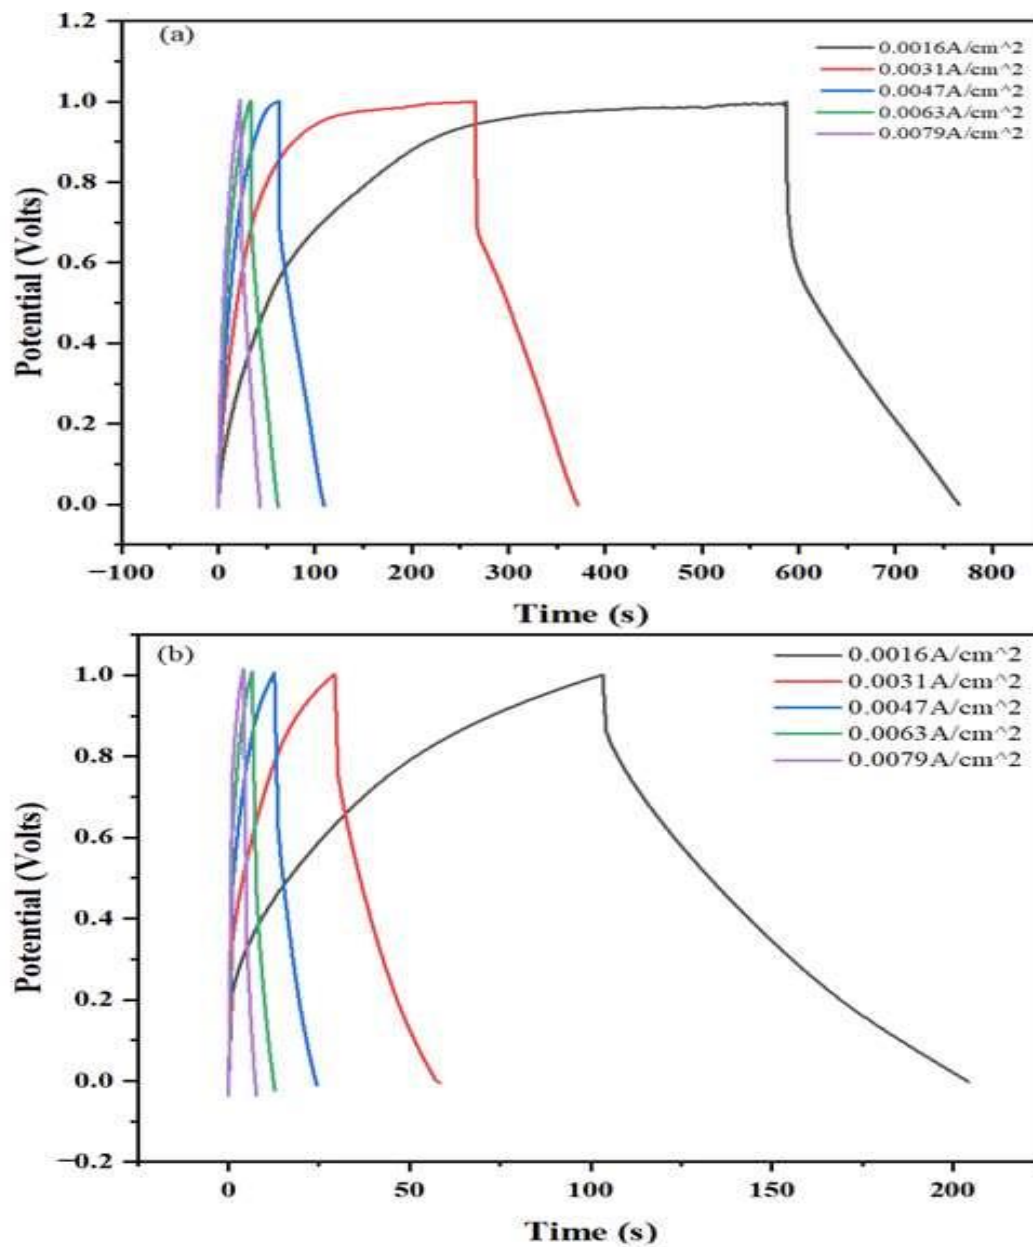 (a)
0.0016A/cm^2
0.0031A/cm^2
0.0047A/cm^2
0.0063A/cm^2
0.0079A/cm^2
1.2
1.0
0.8
0.6
0.4
0.2
0.0
Potential (Volts)
−100 0 100 200 300 400 500 600 700 800
Time (s)
(b)
0.0016A/cm^2
0.0031A/cm^2
0.0047A/cm^2
0.0063A/cm^2
0.0079A/cm^2
1.0
0.8
0.6
0.4
0.2
0.0
−0.2
Potential (Volts)
0 50 100 150 200
Time (s)